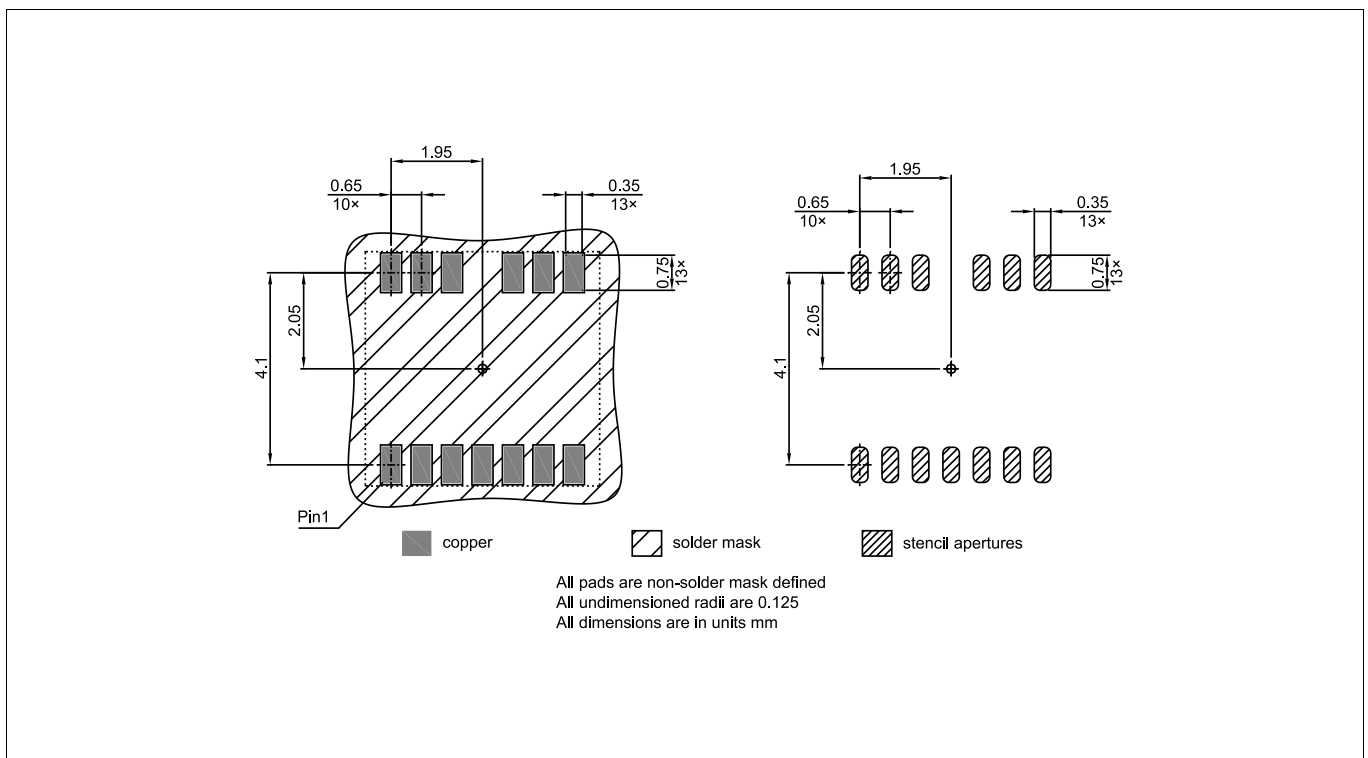 1.95
0.65
10×
0.35
13×
0.75
13×
2.05
4.1
Pin1
1.95
0.65
10×
0.35
13×
0.75
13×
2.05
4.1
copper
solder mask
stencil apertures
All pads are non-solder mask defined
All undimensioned radii are 0.125
All dimensions are in units mm